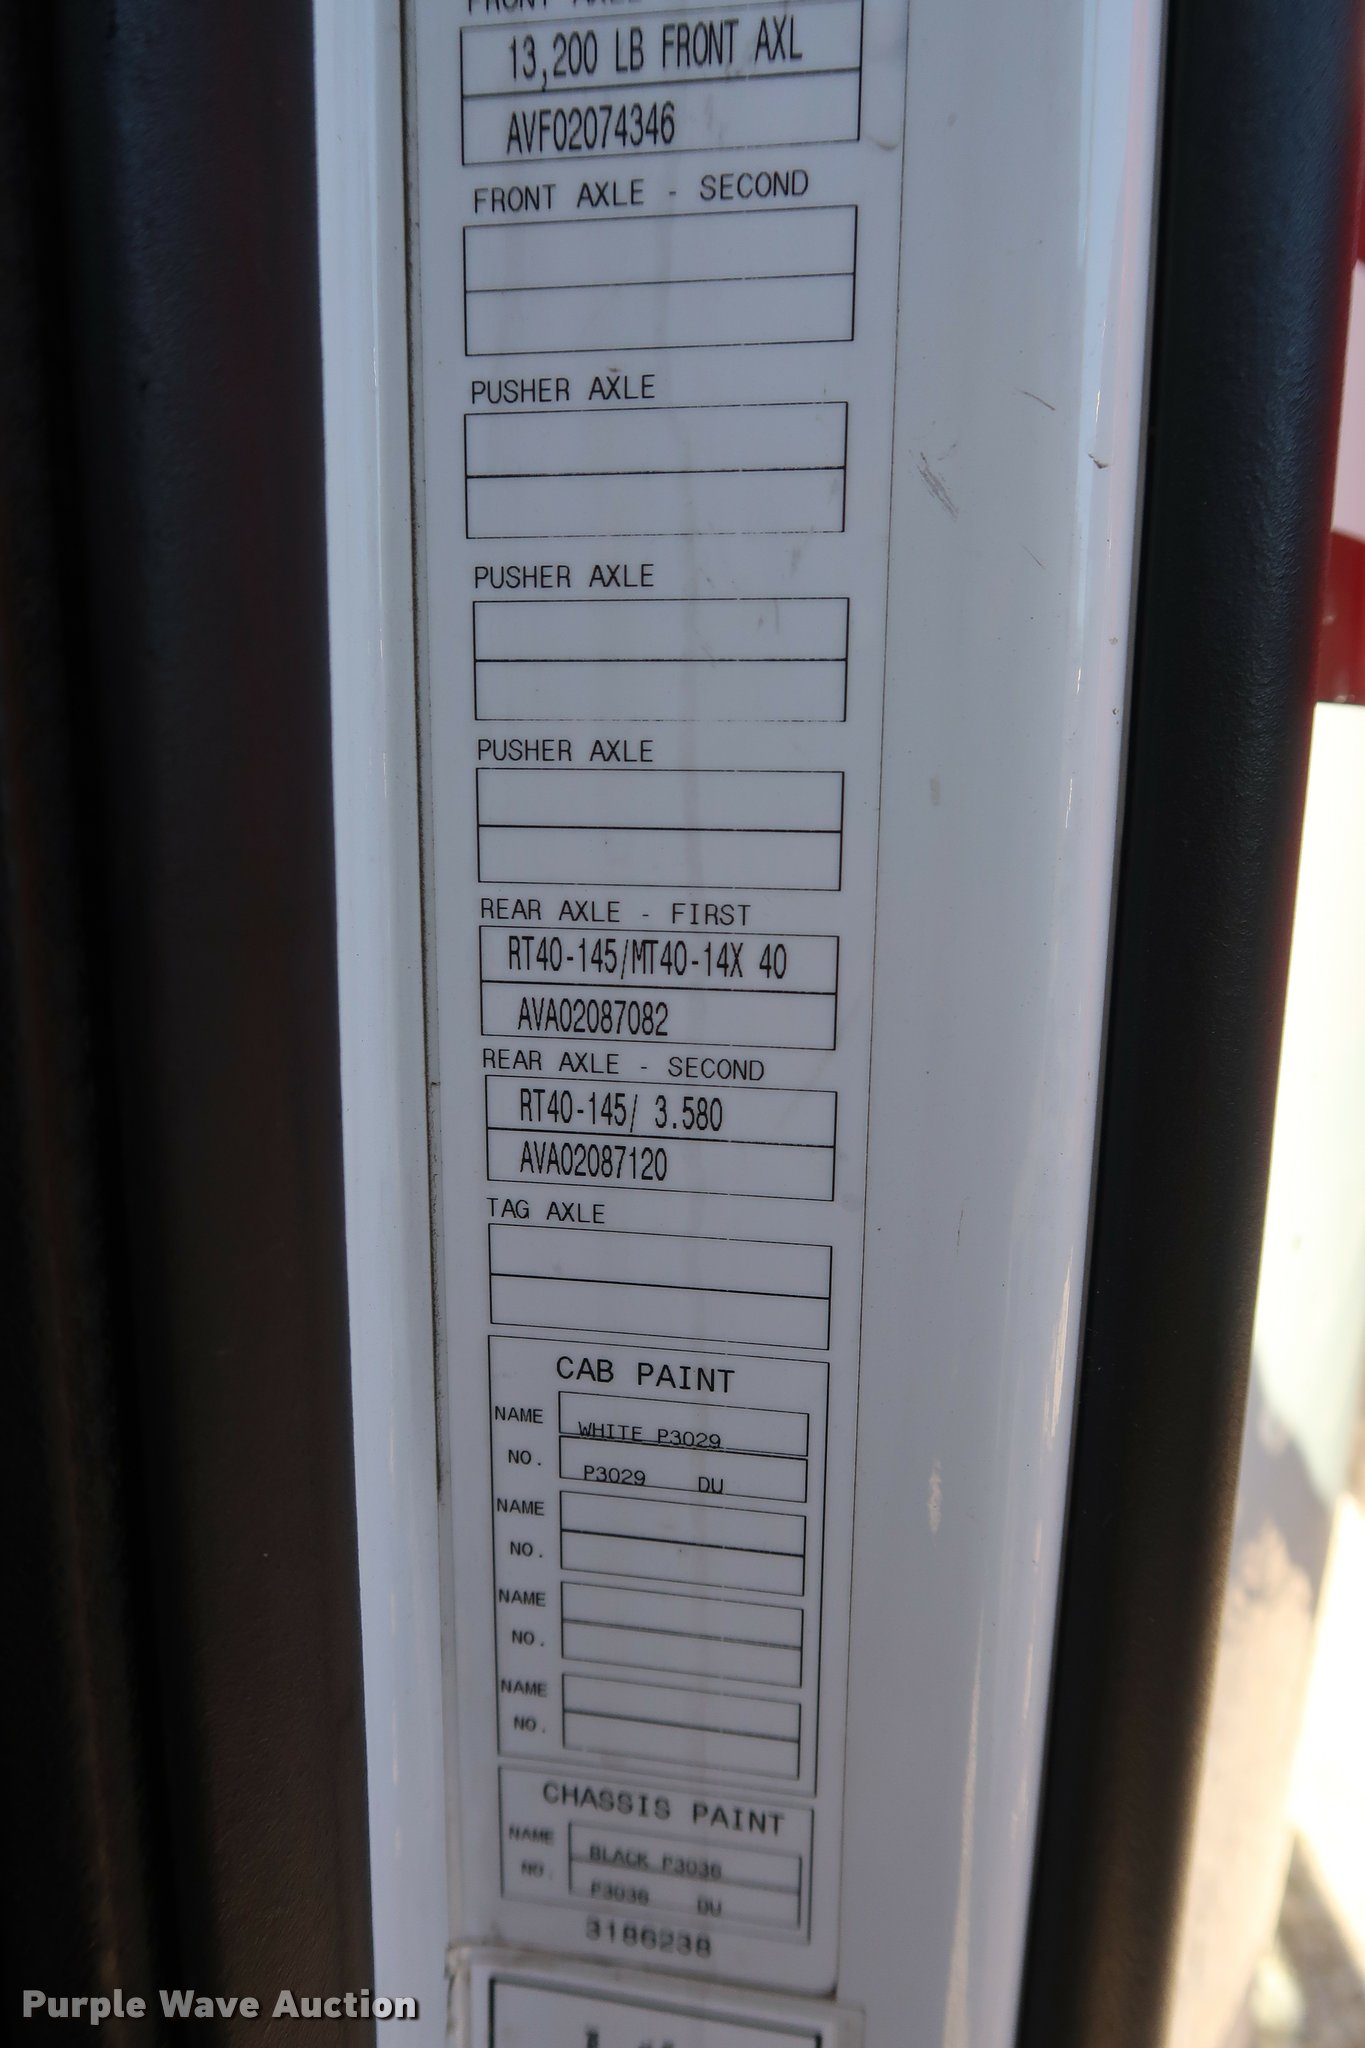 FRONT AXLE
13,200 LB FRONT AXL
AVF02074346
FRONT AXLE - SECOND
PUSHER AXLE
PUSHER AXLE
PUSHER AXLE
REAR AXLE - FIRST
RT40-145/MT40-14X 40
AVA02087082
REAR AXLE - SECOND
RT40-145/ 3.580
AVA02087120
TAG AXLE
CAB PAINT
NAME WHITE P3029
NO. P3029 DU
NAME
NO.
NAME
NO.
NAME
NO.
CHASSIS PAINT
NAME BLACK P3036
NO. P3036 DU
3186238
Purple Wave Auction